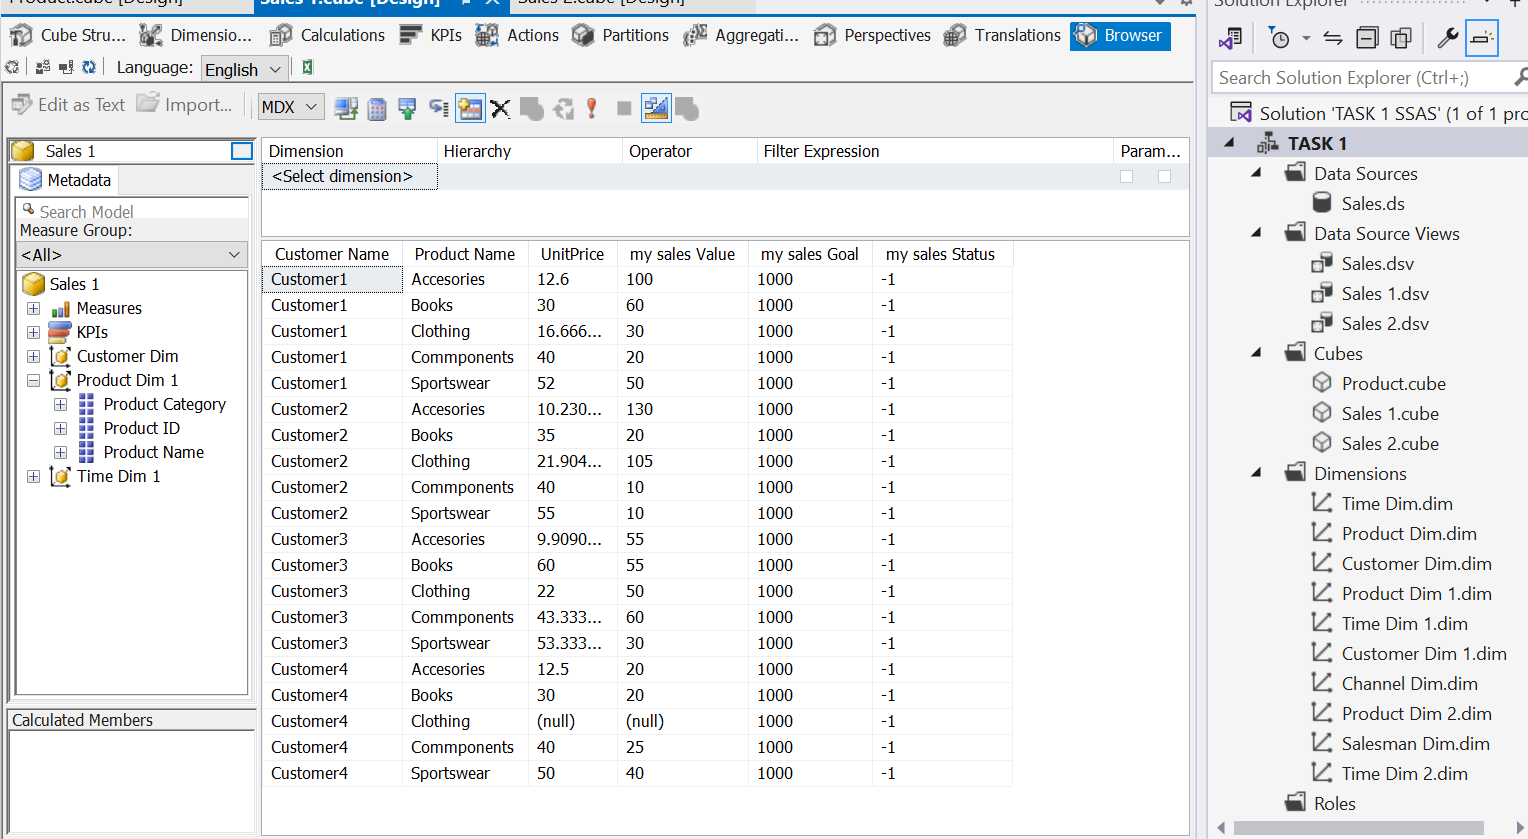 Product.cube [Design]
Sales 1.cube [Design]
Sales 2.cube [Design]
Cube Stru...
Dimensio...
Calculations
KPIs
Actions
Partitions
Aggregati...
Perspectives
Translations
Browser
Language:
English
Edit as Text
Import...
MDX
Sales 1
Metadata
Search Model
Measure Group:
<All>
Sales 1
Measures
KPIs
Customer Dim
Product Dim 1
Product Category
Product ID
Product Name
Time Dim 1
Calculated Members
Dimension Hierarchy Operator Filter Expression Param...
<Select dimension>
Customer Name Product Name UnitPrice my sales Value my sales Goal my sales Status
Customer1 Accesories 12.6 100 1000 -1
Customer1 Books 30 60 1000 -1
Customer1 Clothing 16.666... 30 1000 -1
Customer1 Commponents 40 20 1000 -1
Customer1 Sportswear 52 50 1000 -1
Customer2 Accesories 10.230... 130 1000 -1
Customer2 Books 35 20 1000 -1
Customer2 Clothing 21.904... 105 1000 -1
Customer2 Commponents 40 10 1000 -1
Customer2 Sportswear 55 10 1000 -1
Customer3 Accesories 9.9090... 55 1000 -1
Customer3 Books 60 55 1000 -1
Customer3 Clothing 22 50 1000 -1
Customer3 Commponents 43.333... 60 1000 -1
Customer3 Sportswear 53.333... 30 1000 -1
Customer4 Accesories 12.5 20 1000 -1
Customer4 Books 30 20 1000 -1
Customer4 Clothing (null) (null) 1000 -1
Customer4 Commponents 40 25 1000 -1
Customer4 Sportswear 50 40 1000 -1
Solution Explorer
Search Solution Explorer (Ctrl+;)
Solution 'TASK 1 SSAS' (1 of 1 pro
TASK 1
Data Sources
Sales.ds
Data Source Views
Sales.dsv
Sales 1.dsv
Sales 2.dsv
Cubes
Product.cube
Sales 1.cube
Sales 2.cube
Dimensions
Time Dim.dim
Product Dim.dim
Customer Dim.dim
Product Dim 1.dim
Time Dim 1.dim
Customer Dim 1.dim
Channel Dim.dim
Product Dim 2.dim
Salesman Dim.dim
Time Dim 2.dim
Roles